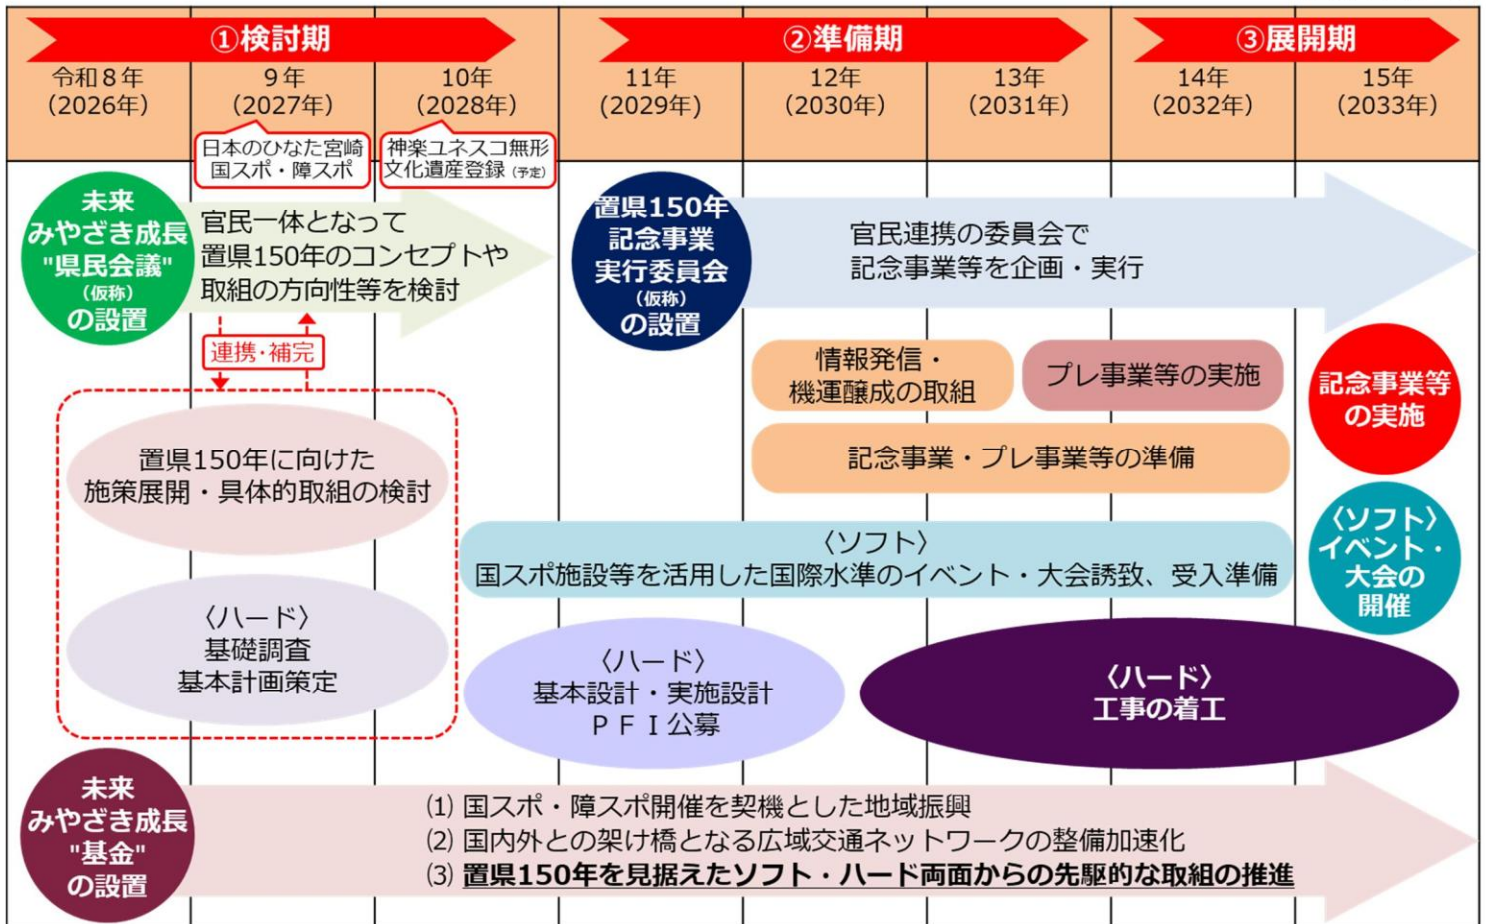 ①検討期
②準備期
③展開期
令和８年
(2026年)
９年
(2027年)
10年
(2028年)
11年
(2029年)
12年
(2030年)
13年
(2031年)
14年
(2032年)
15年
(2033年)
日本のひなた宮崎
国スポ・障スポ
神楽ユネスコ無形
文化遺産登録（予定）
未来
みやざき成長
"県民会議"
（仮称）
の設置
官民一体となって
置県150年のコンセプトや
取組の方向性等を検討
置県150年
記念事業
実行委員会
（仮称）
の設置
官民連携の委員会で
記念事業等を企画・実行
連携・補完
情報発信・
機運醸成の取組
プレ事業等の実施
記念事業等
の実施
置県150年に向けた
施策展開・具体的取組の検討
記念事業・プレ事業等の準備
〈ソフト〉
国スポ施設等を活用した国際水準のイベント・大会誘致、受入準備
〈ソフト〉
イベント・
大会の
開催
〈ハード〉
基礎調査
基本計画策定
〈ハード〉
基本設計・実施設計
ＰＦＩ公募
〈ハード〉
工事の着工
未来
みやざき成長
"基金"
の設置
⑴ 国スポ・障スポ開催を契機とした地域振興
⑵ 国内外との架け橋となる広域交通ネットワークの整備加速化
⑶ 置県150年を見据えたソフト・ハード両面からの先駆的な取組の推進